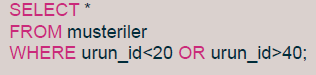 SELECT *
FROM musteriler
WHERE urun_id<20 OR urun_id>40;